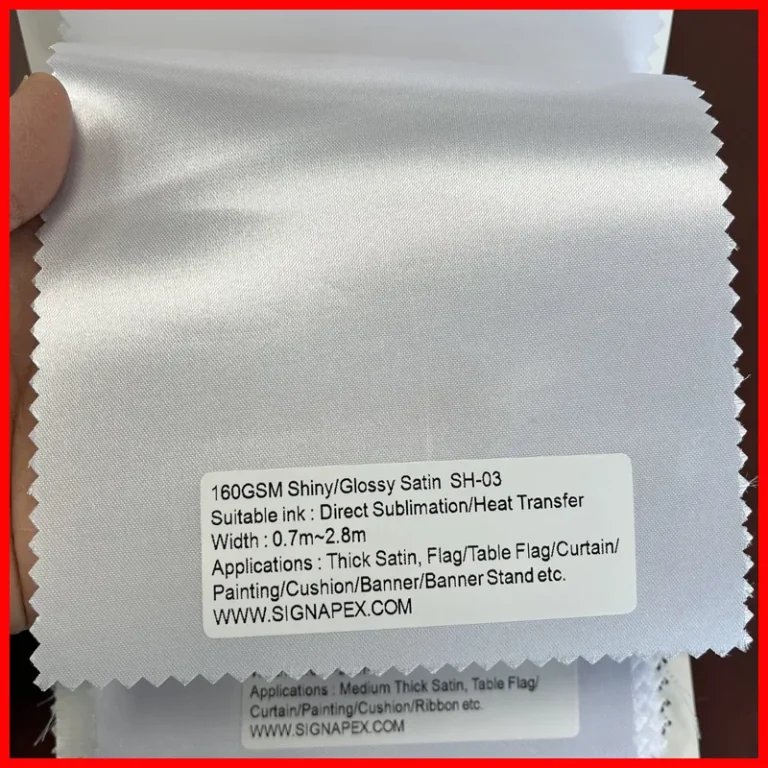 160GSM Shiny/Glossy Satin SH-03
Suitable ink : Direct Sublimation/Heat Transfer
Width : 0.7m~2.8m
Applications : Thick Satin, Flag/Table Flag/Curtain/
Painting/Cushion/Banner/Banner Stand etc.
WWW.SIGNAPEX.COM
Applications : Medium Thick Satin, Table Flag/
Curtain/Painting/Cushion/Ribbon etc.
WWW.SIGNAPEX.COM